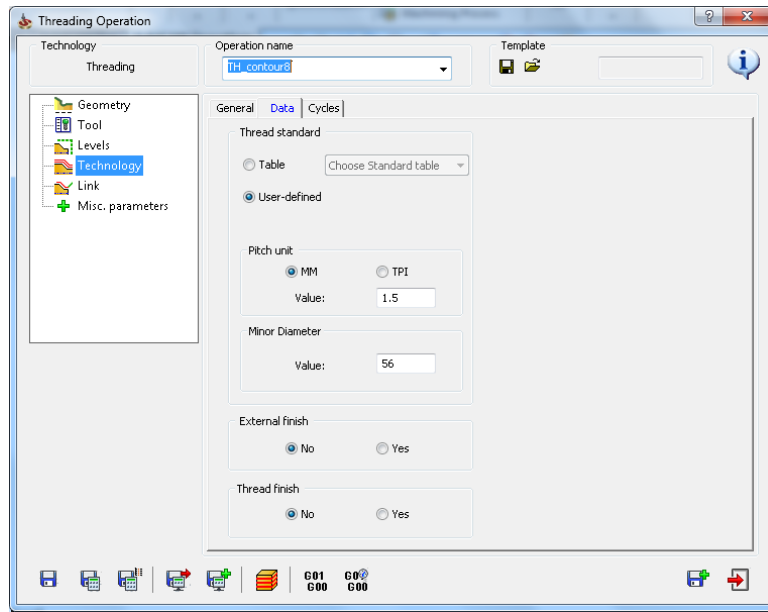 Threading Operation
Technology
Threading
Operation name
TH_contour8
Template
Geometry
Tool
Levels
Technology
Link
Misc. parameters
General Data Cycles
Thread standard
Table Choose Standard table
User-defined
Pitch unit
MM TPI
Value: 1.5
Minor Diameter
Value: 56
External finish
No Yes
Thread finish
No Yes
G01 G0
G00 G00